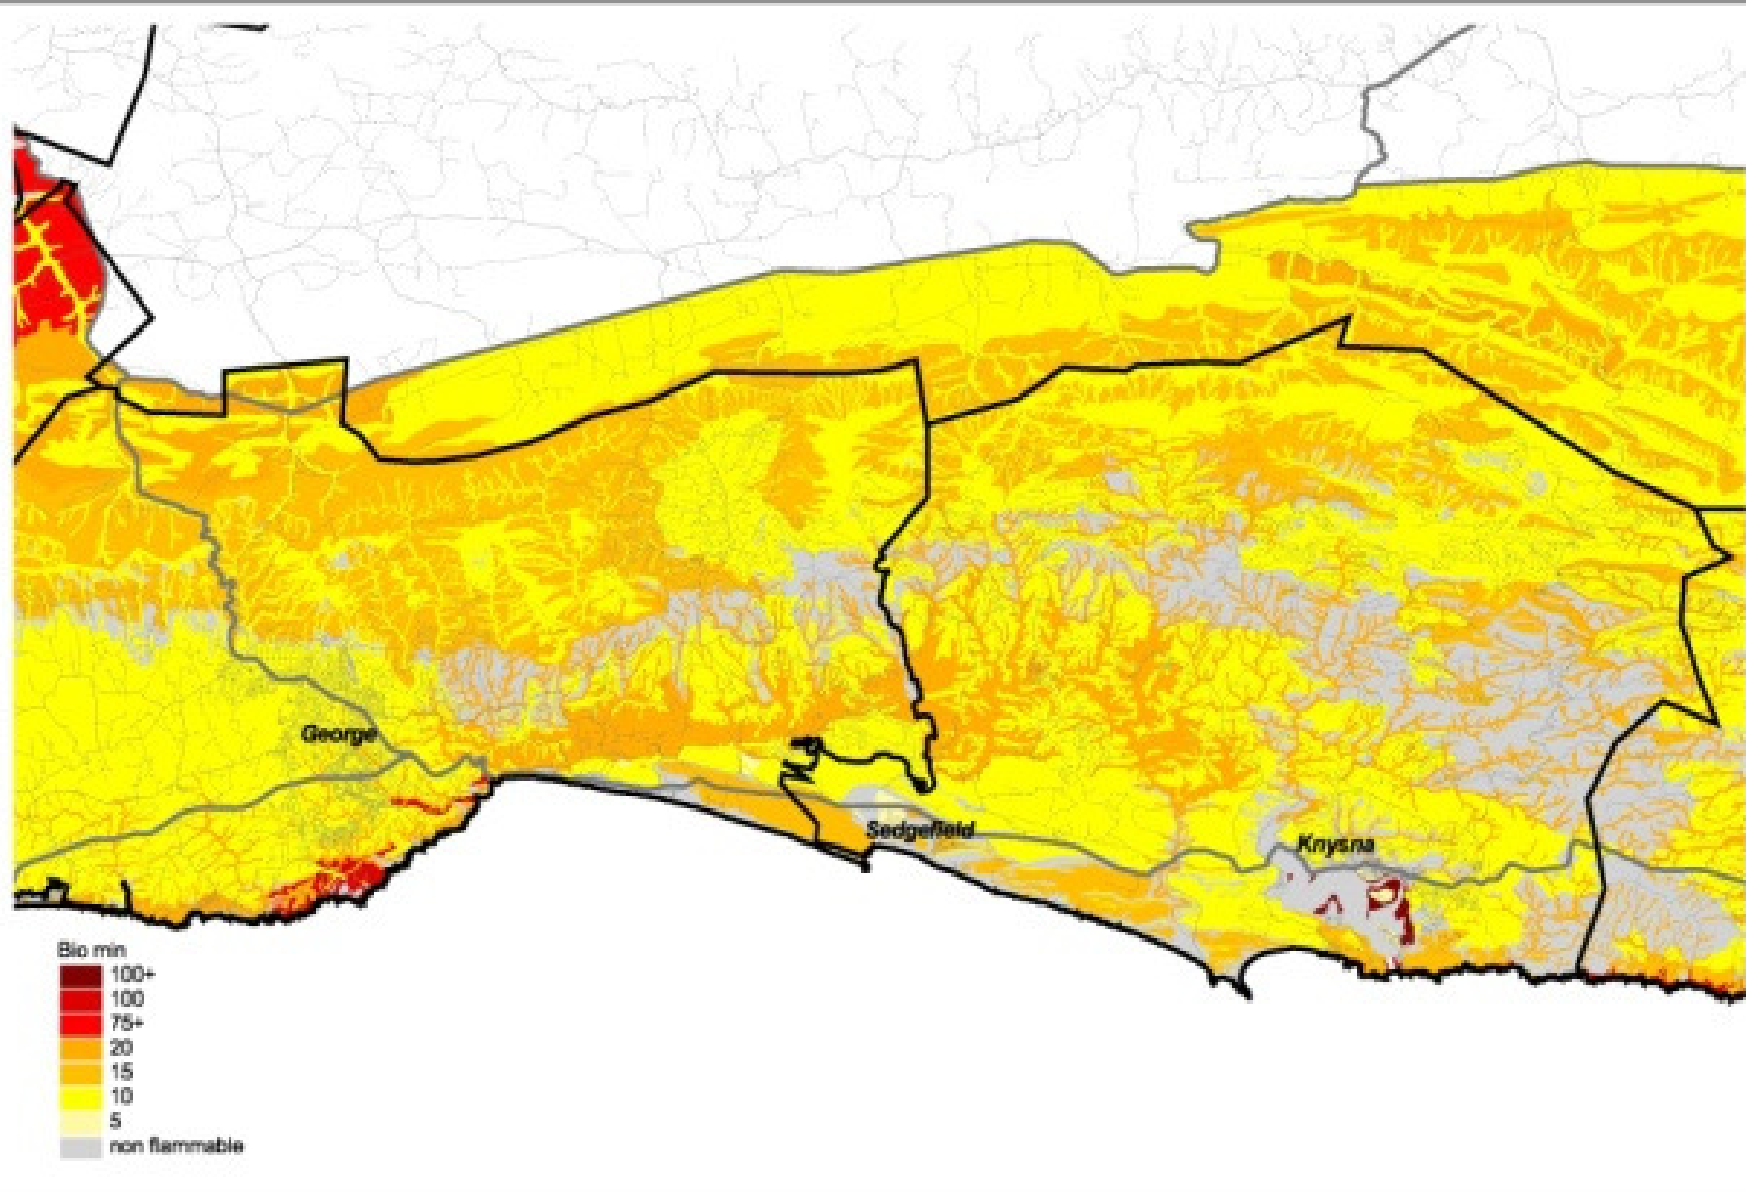 George
Sedgefield
Knysna
Bio min
100+
100
75+
20
15
10
5
non flammable